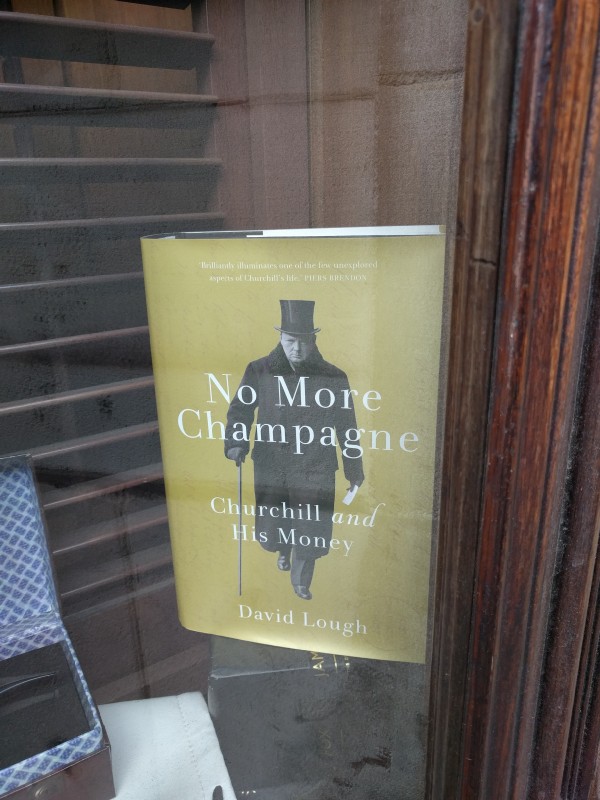 'Brilliantly illuminates one of the few unexplored
aspects of Churchill's life.' PIERS BRENDON
No More
Champagne
Churchill and
His Money
David Lough